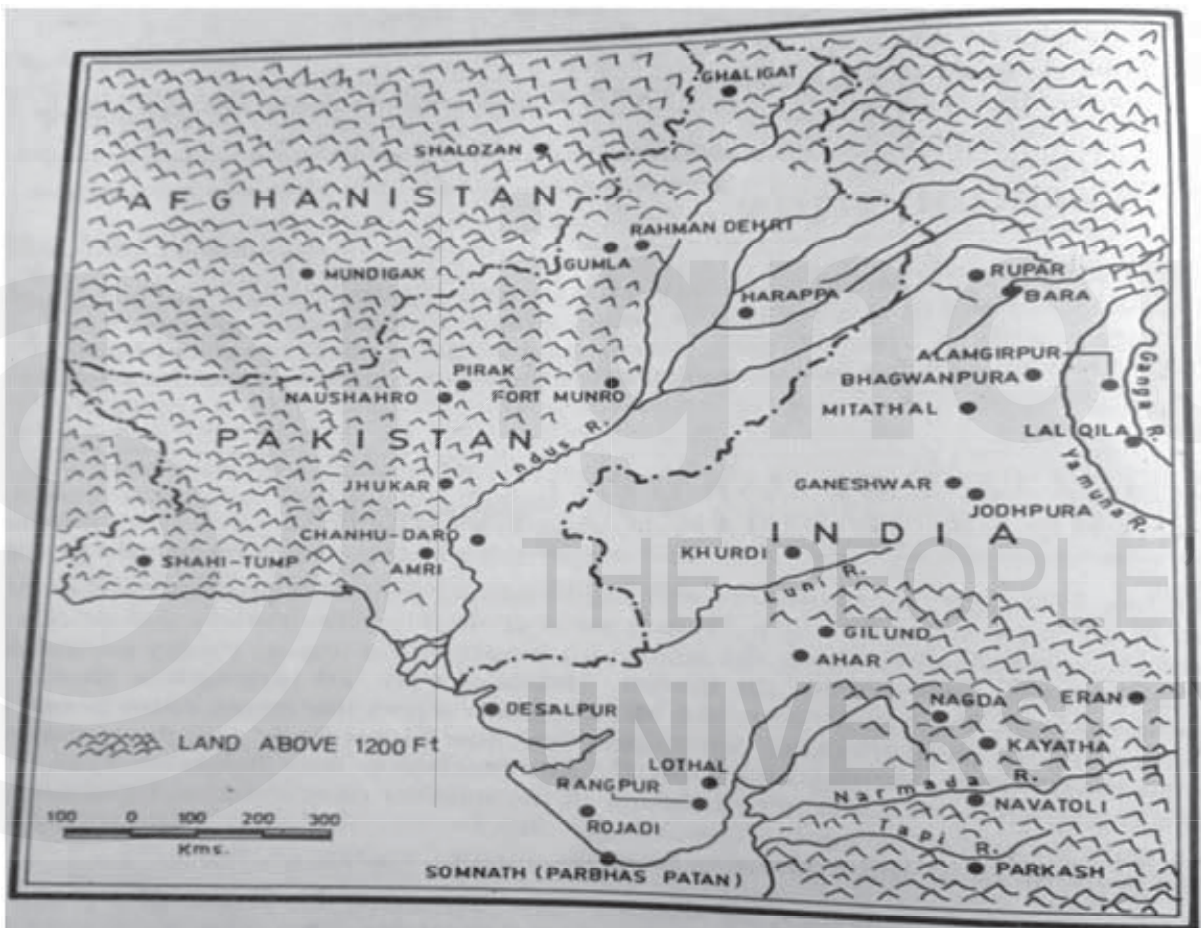 GHALIGAT
SHALOZAN
AFGHANISTAN
RAHMAN DEHRI
GUMLA
MUNDIGAK
RUPAR
HARAPPA
BARA
ALAMGIRPUR
Ganga R.
PIRAK
BHAGWANPURA
NAUSHAHRO
FORT MUNRO
MITATHAL
PAKISTAN
Indus R.
LAL QILA
Yamuna R.
JHUKAR
GANESHWAR
JODHPURA
INDIA
CHANHU-DARO
KHURDI
THE PEOPLE
SHAHI-TUMP
AMRI
Luni R.
GILUND
AHAR
UNIVERSIT
NAGDA
ERAN
DESALPUR
LAND ABOVE 1200 Ft
KAYATHA
LOTHAL
RANGPUR
Narmada R.
NAVATOLI
100 0 100 200 300
Kms.
ROJADI
Tapi R.
PARKASH
SOMNATH (PARBHAS PATAN)